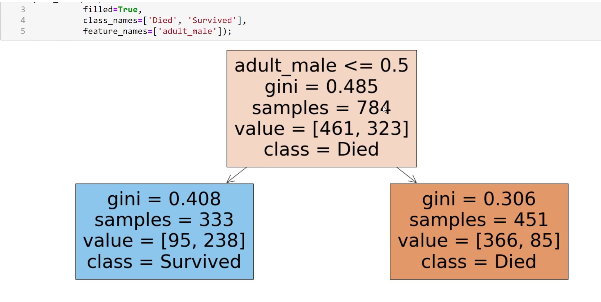 3 filled=True,
4 class_names=['Died', 'Survived'],
5 feature_names=['adult_male']);
adult_male <= 0.5
gini = 0.485
samples = 784
value = [461, 323]
class = Died
gini = 0.408
samples = 333
value = [95, 238]
class = Survived
gini = 0.306
samples = 451
value = [366, 85]
class = Died